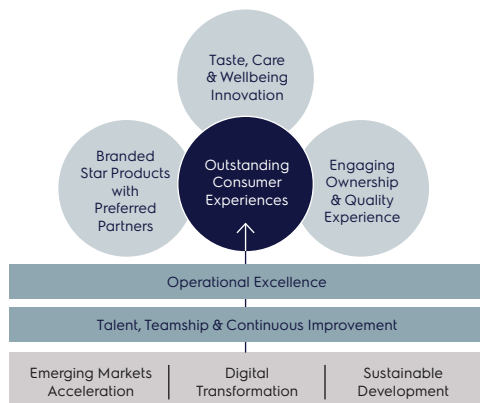 Taste, Care
& Wellbeing
Innovation
Branded
Star Products
with
Preferred
Partners
Outstanding
Consumer
Experiences
Engaging
Ownership
& Quality
Experience
Operational Excellence
Talent, Teamship & Continuous Improvement
Emerging Markets
Acceleration
Digital
Transformation
Sustainable
Development